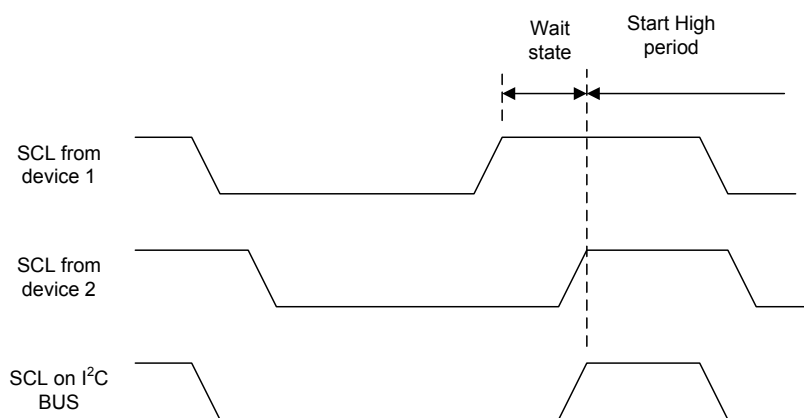 Wait
state
Start High
period
SCL from
device 1
SCL from
device 2
SCL on I²C
BUS